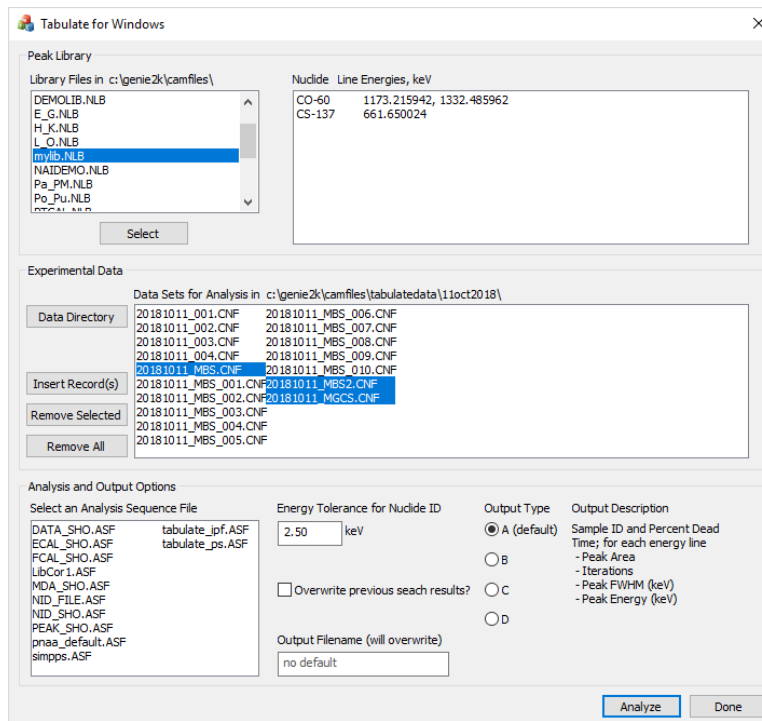 Tabulate for Windows
Peak Library
Library Files in c:\genie2k\camfiles\
DEMOLIB.NLB
E_G.NLB
H_K.NLB
L_O.NLB
mylib.NLB
NAIDEMO.NLB
Pa_PM.NLB
Po_Pu.NLB
Select
Nuclide Line Energies, keV
CO-60 1173.215942, 1332.485962
CS-137 661.650024
Experimental Data
Data Sets for Analysis in c:\genie2k\camfiles\tabulatedata\11oct2018\
Data Directory
Insert Record(s)
Remove Selected
Remove All
20181011_001.CNF 20181011_MBS_006.CNF
20181011_002.CNF 20181011_MBS_007.CNF
20181011_003.CNF 20181011_MBS_008.CNF
20181011_004.CNF 20181011_MBS_009.CNF
20181011_MBS.CNF 20181011_MBS_010.CNF
20181011_MBS_001.CNF 20181011_MBS2.CNF
20181011_MBS_002.CNF 20181011_MGCS.CNF
20181011_MBS_003.CNF
20181011_MBS_004.CNF
20181011_MBS_005.CNF
Analysis and Output Options
Select an Analysis Sequence File
DATA_SHO.ASF tabulate_ipf.ASF
ECAL_SHO.ASF tabulate_ps.ASF
FCAL_SHO.ASF
LibCor1.ASF
MDA_SHO.ASF
NID_FILE.ASF
NID_SHO.ASF
PEAK_SHO.ASF
pnaa_default.ASF
simpps.ASF
Energy Tolerance for Nuclide ID
2.50 keV
Overwrite previous seach results?
Output Filename (will overwrite)
no default
Output Type
A (default)
B
C
D
Output Description
Sample ID and Percent Dead
Time; for each energy line
- Peak Area
- Iterations
- Peak FWHM (keV)
- Peak Energy (keV)
Analyze
Done